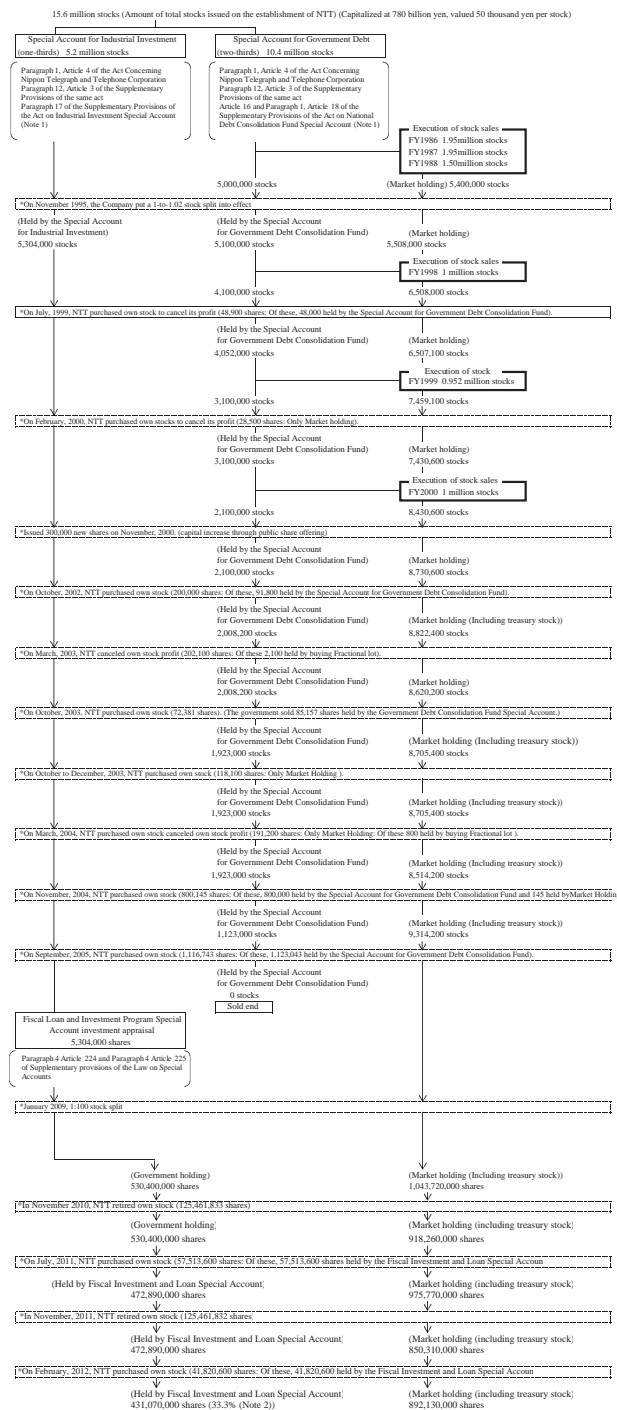 15.6 million stocks (Amount of total stocks issued on the establishment of NTT) (Capitalized at 780 billion yen, valued 50 thousand yen per stock)
Special Account for Industrial Investment
(one-thirds) 5.2 million stocks
Special Account for Government Debt
(two-thirds) 10.4 million stocks
Paragraph 1, Article 4 of the Act Concerning
Nippon Telegraph and Telephone Corporation
Paragraph 12, Article 3 of the Supplementary
Provisions of the same act
Paragraph 17 of the Supplementary Provisions of
the Act on Industrial Investment Special Account
(Note 1)
Paragraph 1, Article 4 of the Act Concerning
Nippon Telegraph and Telephone Corporation
Paragraph 12, Article 3 of the Supplementary
Provisions of the same act
Article 16 and Paragraph 1, Article 18 of the
Supplementary Provisions of the Act on National
Debt Consolidation Fund Special Account (Note 1)
Execution of stock sales
FY1986 1.95million stocks
FY1987 1.95million stocks
FY1988 1.50million stocks
5,000,000 stocks
(Market holding) 5,400,000 stocks
*On November 1995, the Company put a 1-to-1.02 stock split into effect
(Held by the Special Account
for Industrial Investment)
5,304,000 stocks
(Held by the Special Account
for Government Debt Consolidation Fund)
5,100,000 stocks
(Market holding)
5,508,000 stocks
Execution of stock sales
FY1998 1 million stocks
4,100,000 stocks
6,508,000 stocks
*On July, 1999, NTT purchased own stock to cancel its profit (48,900 shares: Of these, 48,000 held by the Special Account for Government Debt Consolidation Fund).
(Held by the Special Account
for Government Debt Consolidation Fund)
4,052,000 stocks
(Market holding)
6,507,100 stocks
Execution of stock
FY1999 0.952 million stocks
3,100,000 stocks
7,459,100 stocks
*On February, 2000, NTT purchased own stocks to cancel its profit (28,500 shares: Only Market holding).
(Held by the Special Account
for Government Debt Consolidation Fund)
3,100,000 stocks
(Market holding)
7,430,600 stocks
Execution of stock sales
FY2000 1 million stocks
2,100,000 stocks
8,430,600 stocks
*Issued 300,000 new shares on November, 2000. (capital increase through public share offering)
(Held by the Special Account
for Government Debt Consolidation Fund)
2,100,000 stocks
(Market holding)
8,730,600 stocks
*On October, 2002, NTT purchased own stock (200,000 shares: Of these, 91,800 held by the Special Account for Government Debt Consolidation Fund).
(Held by the Special Account
for Government Debt Consolidation Fund)
2,008,200 stocks
(Market holding (Including treasury stock))
8,822,400 stocks
*On March, 2003, NTT canceled own stock profit (202,100 shares: Of these 2,100 held by buying Fractional lot).
(Held by the Special Account
for Government Debt Consolidation Fund)
2,008,200 stocks
(Market holding)
8,620,200 stocks
*On October, 2003, NTT purchased own stock (72,381 shares). (The government sold 85,157 shares held by the Government Debt Consolidation Fund Special Account.)
(Held by the Special Account
for Government Debt Consolidation Fund)
1,923,000 stocks
(Market holding (Including treasury stock))
8,705,400 stocks
*On October to December, 2003, NTT purchased own stock (118,100 shares: Only Market Holding ).
(Held by the Special Account
for Government Debt Consolidation Fund)
1,923,000 stocks
(Market holding (Including treasury stock))
8,705,400 stocks
*On March, 2004, NTT purchased own stock canceled own stock profit (191,200 shares: Only Market Holding: Of these 800 held by buying Fractional lot ).
(Held by the Special Account
for Government Debt Consolidation Fund)
1,923,000 stocks
(Market holding (Including treasury stock))
8,514,200 stocks
*On November, 2004, NTT purchased own stock (800,145 shares: Of these, 800,000 held by the Special Account for Government Debt Consolidation Fund and 145 held byMarket Holdin
(Held by the Special Account
for Government Debt Consolidation Fund)
1,123,000 stocks
(Market holding (Including treasury stock))
9,314,200 stocks
*On September, 2005, NTT purchased own stock (1,116,743 shares: Of these, 1,123,043 held by the Special Account for Government Debt Consolidation Fund).
(Held by the Special Account
for Government Debt Consolidation Fund)
0 stocks
Sold end
Fiscal Loan and Investment Program Special
Account investment appraisal
5,304,000 shares
Paragraph 4 Article 224 and Paragraph 4 Article 225
of Supplementary provisions of the Law on Special
Accounts
*January 2009, 1:100 stock split
(Government holding)
530,400,000 shares
(Market holding (Including treasury stock))
1,043,720,000 shares
*In November 2010, NTT retired own stock (125,461,833 shares)
(Government holding)
530,400,000 shares
(Market holding (including treasury stock)
918,260,000 shares
*On July, 2011, NTT purchased own stock (57,513,600 shares: Of these, 57,513,600 shares held by the Fiscal Investment and Loan Special Accoun
(Held by Fiscal Investment and Loan Special Account)
472,890,000 shares
(Market holding (including treasury stock)
975,770,000 shares
*In November, 2011, NTT retired own stock (125,461,832 shares)
(Held by Fiscal Investment and Loan Special Account)
472,890,000 shares
(Market holding (including treasury stock)
850,310,000 shares
*On February, 2012, NTT purchased own stock (41,820,600 shares: Of these, 41,820,600 held by the Fiscal Investment and Loan Special Accoun
(Held by Fiscal Investment and Loan Special Account)
431,070,000 shares (33.3% (Note 2))
(Market holding (including treasury stock)
892,130,000 shares